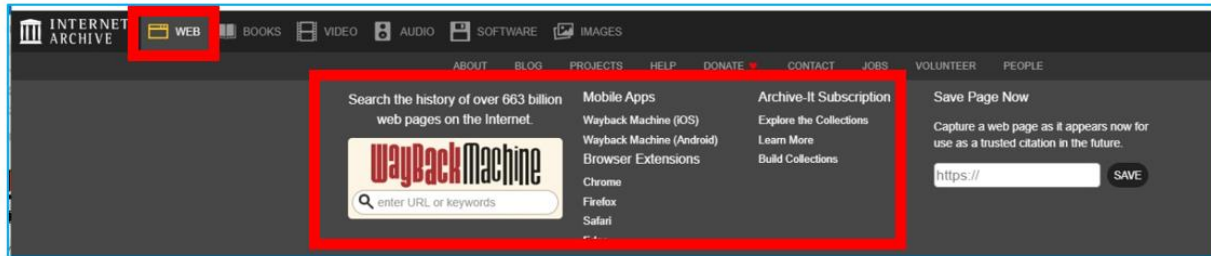 INTERNET
ARCHIVE
WEB
BOOKS
VIDEO
AUDIO
SOFTWARE
IMAGES
ABOUT
BLOG
PROJECTS
HELP
DONATE
CONTACT
JOBS
VOLUNTEER
PEOPLE
Search the history of over 663 billion
web pages on the Internet.
WayBackMachine
enter URL or keywords
Mobile Apps
Wayback Machine (iOS)
Wayback Machine (Android)
Browser Extensions
Chrome
Firefox
Safari
Archive-It Subscription
Explore the Collections
Learn More
Build Collections
Save Page Now
Capture a web page as it appears now for
use as a trusted citation in the future.
https://
SAVE